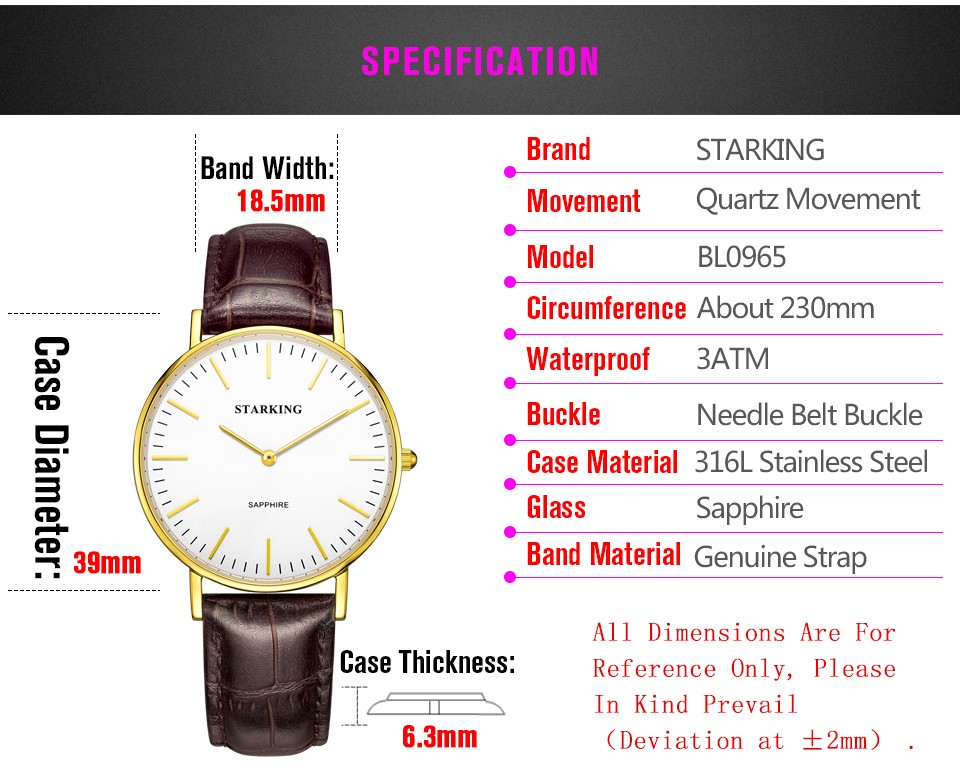 SPECIFICATION
Band Width:
18.5mm
Case Diameter:
39mm
STARKING
SAPPHIRE
Case Thickness:
6.3mm
Brand STARKING
Movement Quartz Movement
Model BL0965
Circumference About 230mm
Waterproof 3ATM
Buckle Needle Belt Buckle
Case Material 316L Stainless Steel
Glass Sapphire
Band Material Genuine Strap
All Dimensions Are For
Reference Only, Please
In Kind Prevail
（Deviation at ±2mm） .